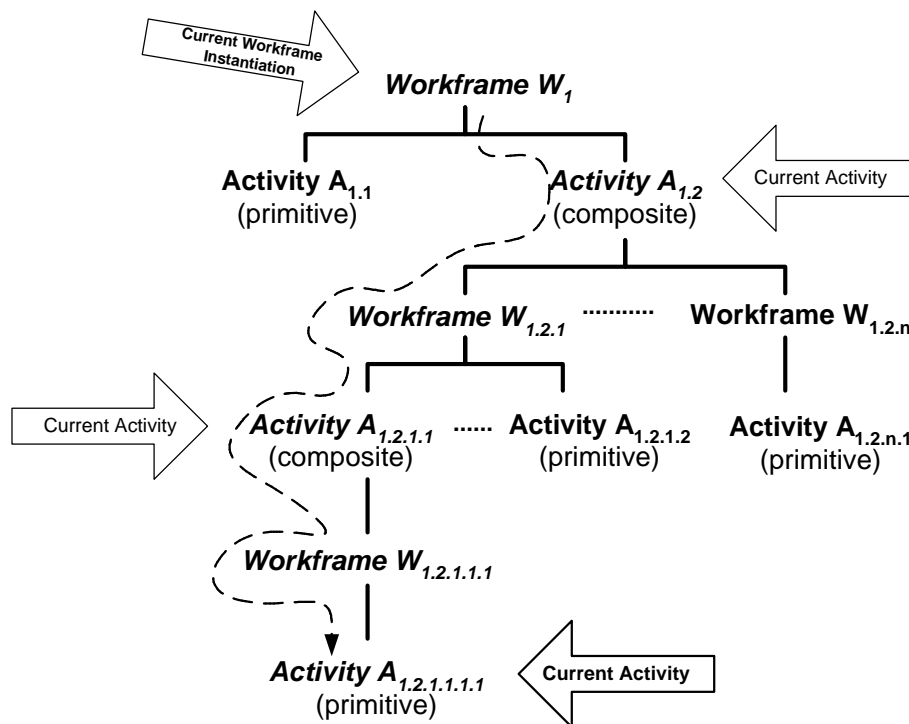 Current Workframe
Instantiation
Workframe W1
Activity A1.1
(primitive)
Activity A1.2
(composite)
Current Activity
Workframe W1.2.1
...........
Workframe W1.2.n
Current Activity
Activity A1.2.1.1
(composite)
......
Activity A1.2.1.2
(primitive)
Activity A1.2.n.1
(primitive)
Workframe W1.2.1.1.1
Activity A1.2.1.1.1.1
(primitive)
Current Activity